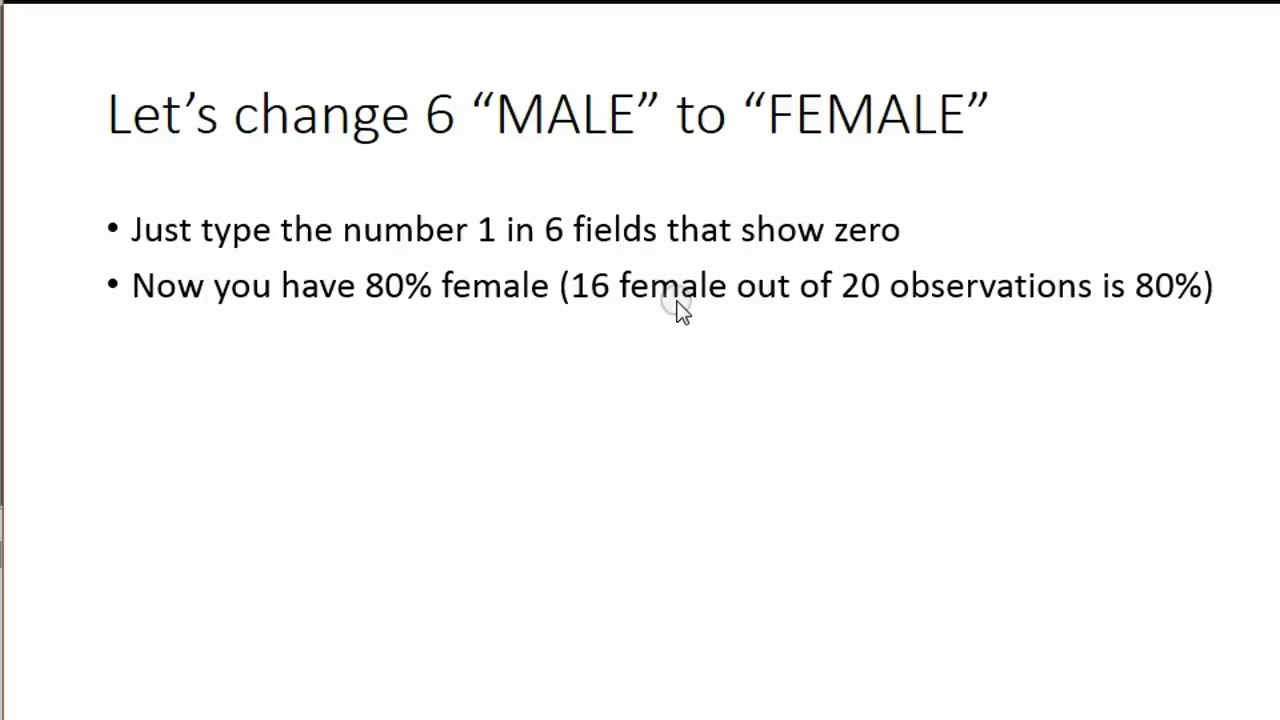 Let’s change 6 “MALE” to “FEMALE”
• Just type the number 1 in 6 fields that show zero
• Now you have 80% female (16 female out of 20 observations is 80%)